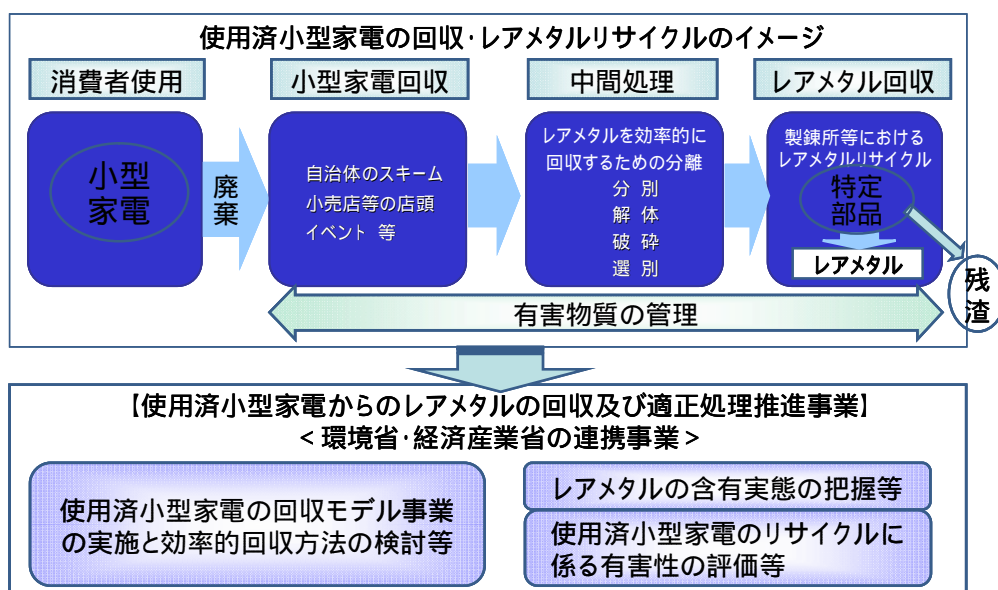 使用済小型家電の回収・レアメタルリサイクルのイメージ
消費者使用
小型家電回収
中間処理
レアメタル回収
小型
家電
廃
棄
自治体のスキーム
小売店等の店頭
イベント 等
レアメタルを効率的に
回収するための分離
分 別
解 体
破 砕
選 別
製錬所等における
レアメタルリサイクル
特定
部品
レアメタル
残
渣
有害物質の管理
【使用済小型家電からのレアメタルの回収及び適正処理推進事業】
<環境省・経済産業省の連携事業>
使用済小型家電の回収モデル事業
の実施と効率的回収方法の検討等
レアメタルの含有実態の把握等
使用済小型家電のリサイクルに
係る有害性の評価等